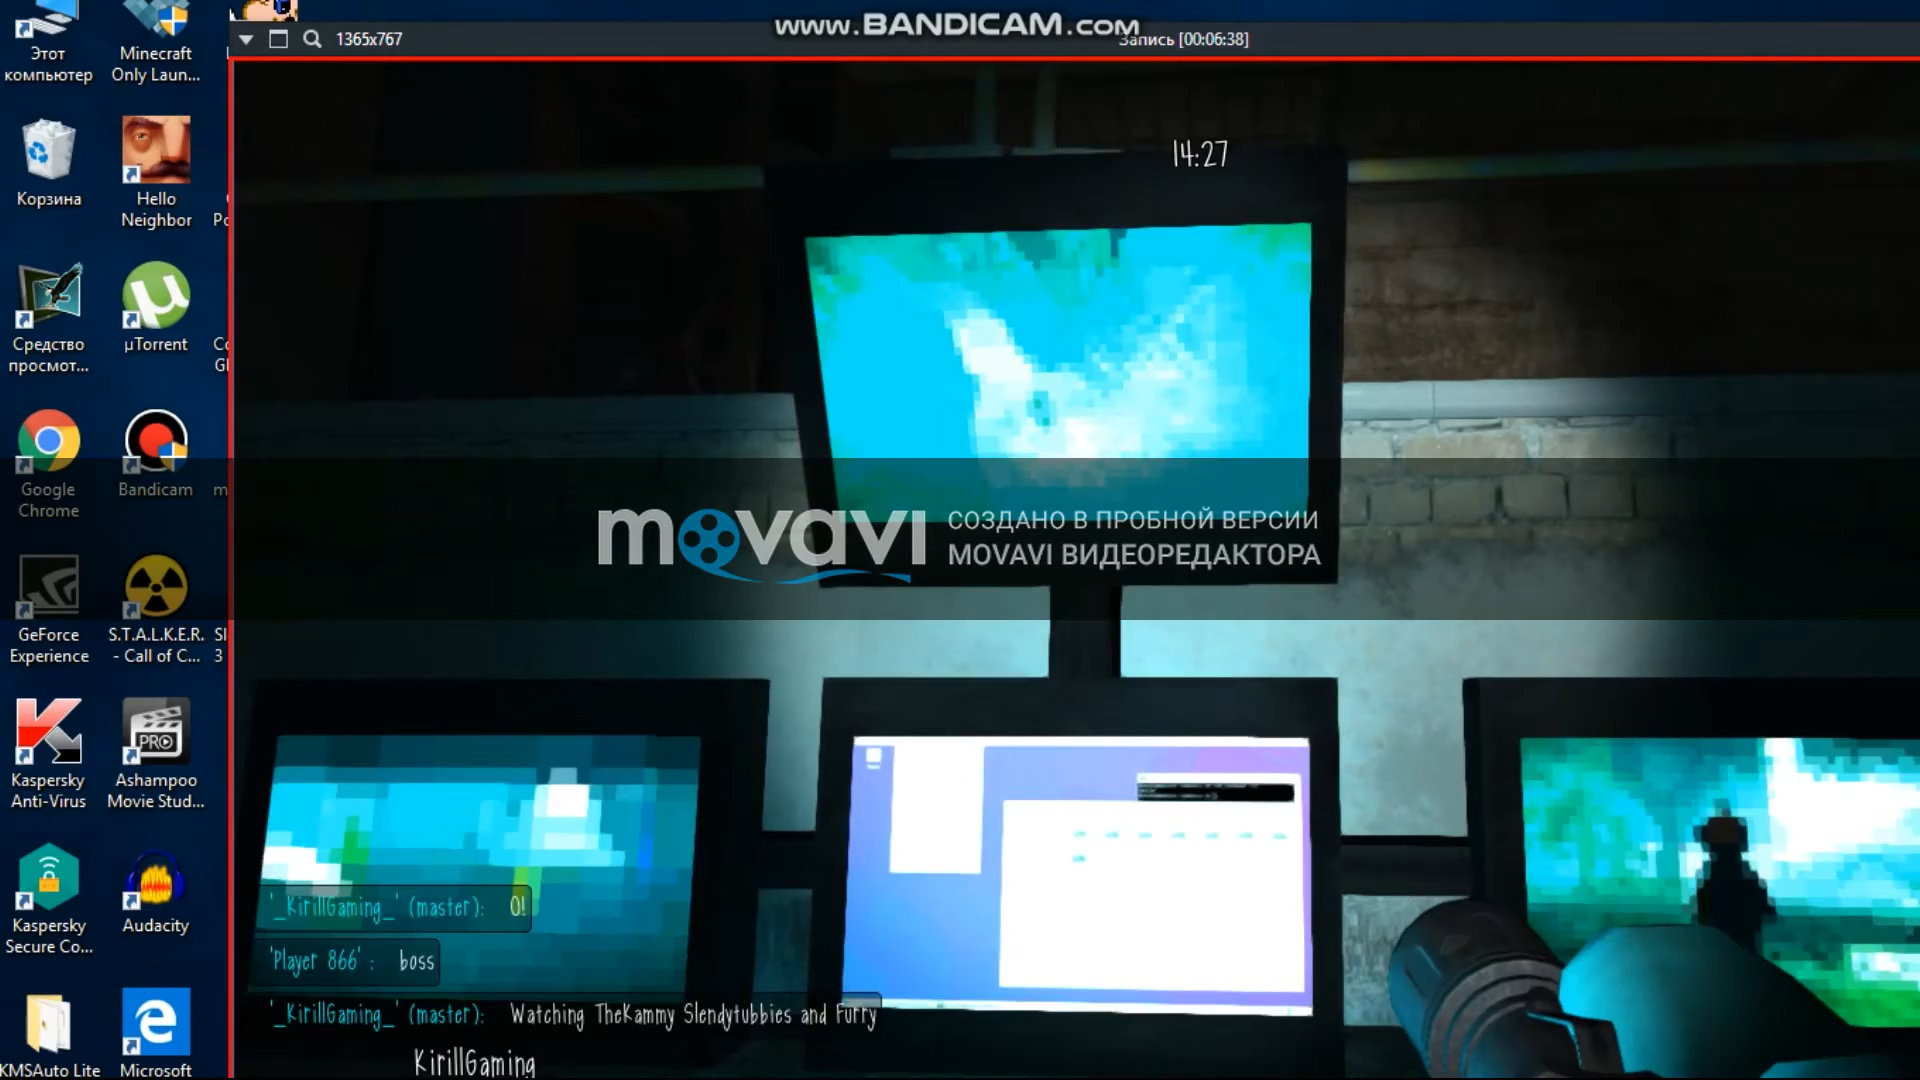 www.BANDICAM.com
1365x767
Запись [00:06:38]
Этот
компьютер
Minecraft
Only Laun...
14:27
Корзина
Hello
Neighbor
Средство
просмот...
µTorrent
Google
Chrome
Bandicam
movavi
СОЗДАНО В ПРОБНОЙ ВЕРСИИ
MOVAVI ВИДЕОРЕДАКТОРА
GeForce
Experience
S.T.A.L.K.E.R.
- Call of C...
3
Kaspersky
Anti-Virus
PRO
Ashampoo
Movie Stud...
Kaspersky
Secure Co...
Audacity
'_KirillGaming_' (master): O!
'Player 866' : boss
'_KirillGaming_' (master): Watching TheKammy Slendytubbies and Furry
KirillGaming
KMSAuto Lite
Microsoft